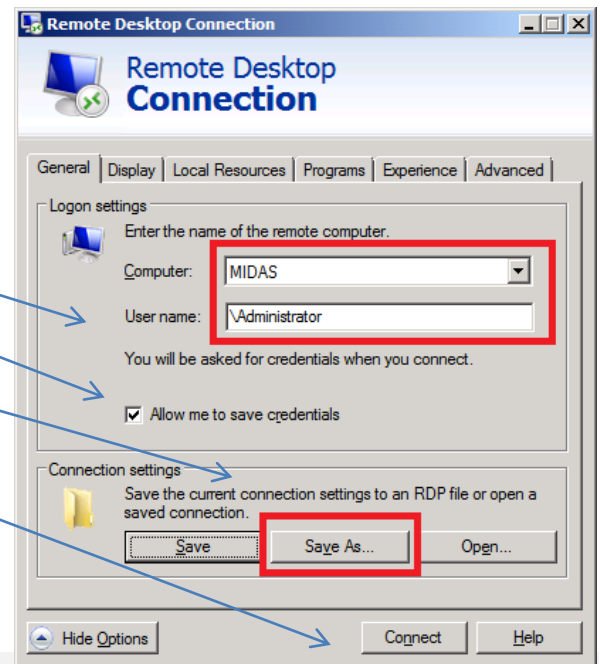 Remote Desktop Connection
Remote Desktop
Connection
General Display Local Resources Programs Experience Advanced
Logon settings
Enter the name of the remote computer.
Computer: MIDAS
User name: \Administrator
You will be asked for credentials when you connect.
Allow me to save credentials
Connection settings
Save the current connection settings to an RDP file or open a
saved connection.
Save Save As... Open...
Hide Options Connect Help